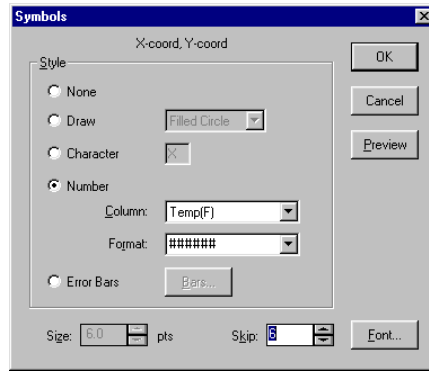 Symbols
X-coord, Y-coord
Style
None
Draw Filled Circle
Character X
Number
Column: Temp(F)
Format: ######
Error Bars Bars...
Size: 6.0 pts Skip: 6
OK
Cancel
Preview
Font...